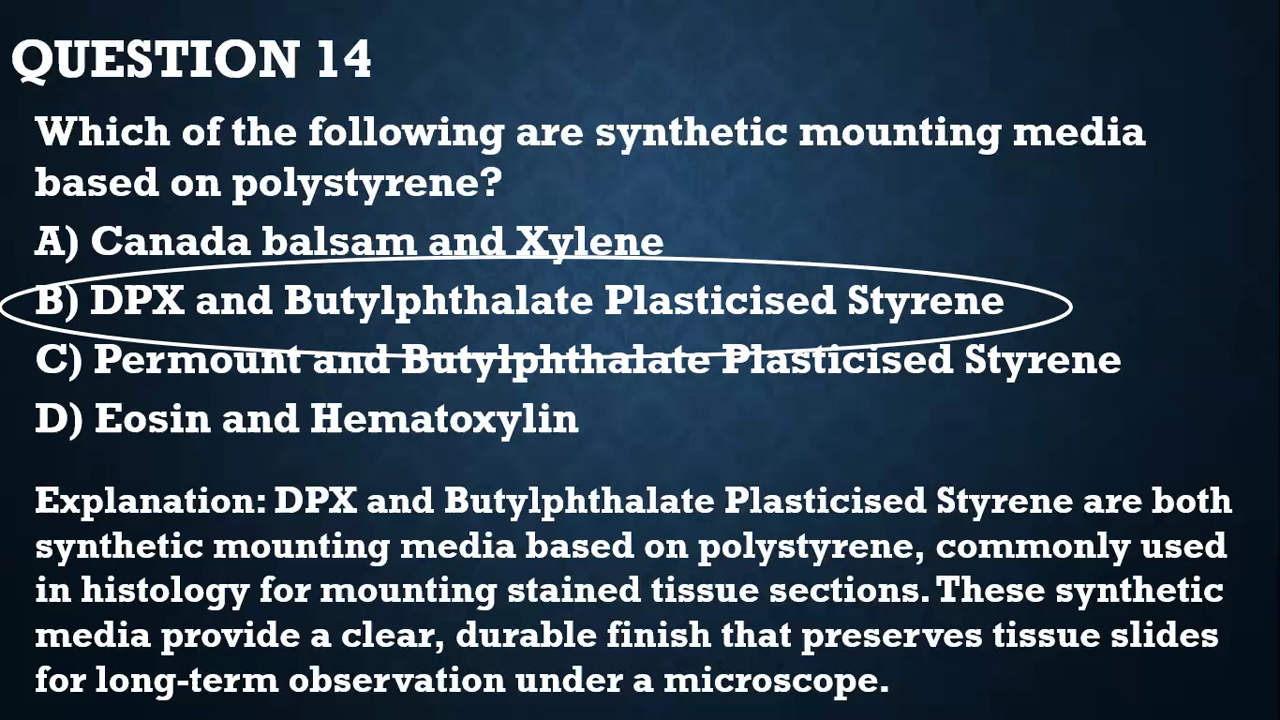 QUESTION 14
Which of the following are synthetic mounting media
based on polystyrene?
A) Canada balsam and Xylene
B) DPX and Butylphthalate Plasticised Styrene
C) Permount and Butylphthalate Plasticised Styrene
D) Eosin and Hematoxylin
Explanation: DPX and Butylphthalate Plasticised Styrene are both
synthetic mounting media based on polystyrene, commonly used
in histology for mounting stained tissue sections. These synthetic
media provide a clear, durable finish that preserves tissue slides
for long-term observation under a microscope.